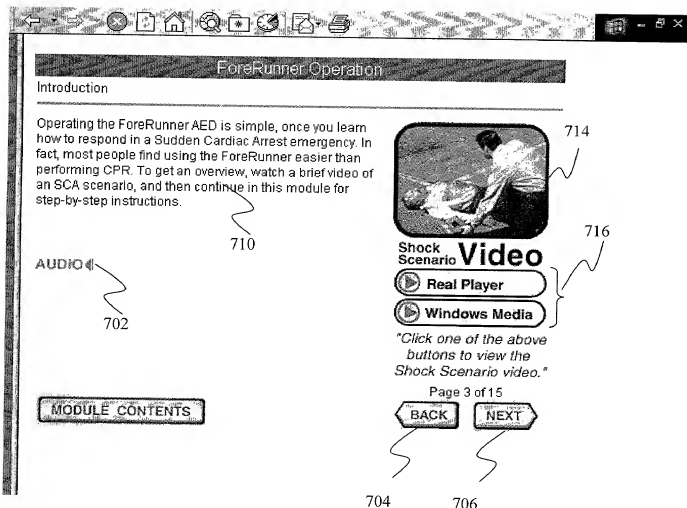 ForeRunner Operation
Introduction
Operating the ForeRunner AED is simple, once you learn
how to respond in a Sudden Cardiac Arrest emergency. In
fact, most people find using the ForeRunner easier than
performing CPR. To get an overview, watch a brief video of
an SCA scenario, and then continue in this module for
step-by-step instructions.
710
AUDIO
702
714
Shock
Scenario Video
716
Real Player
Windows Media
"Click one of the above
buttons to view the
Shock Scenario video."
Page 3 of 15
MODULE CONTENTS
BACK
NEXT
704
706